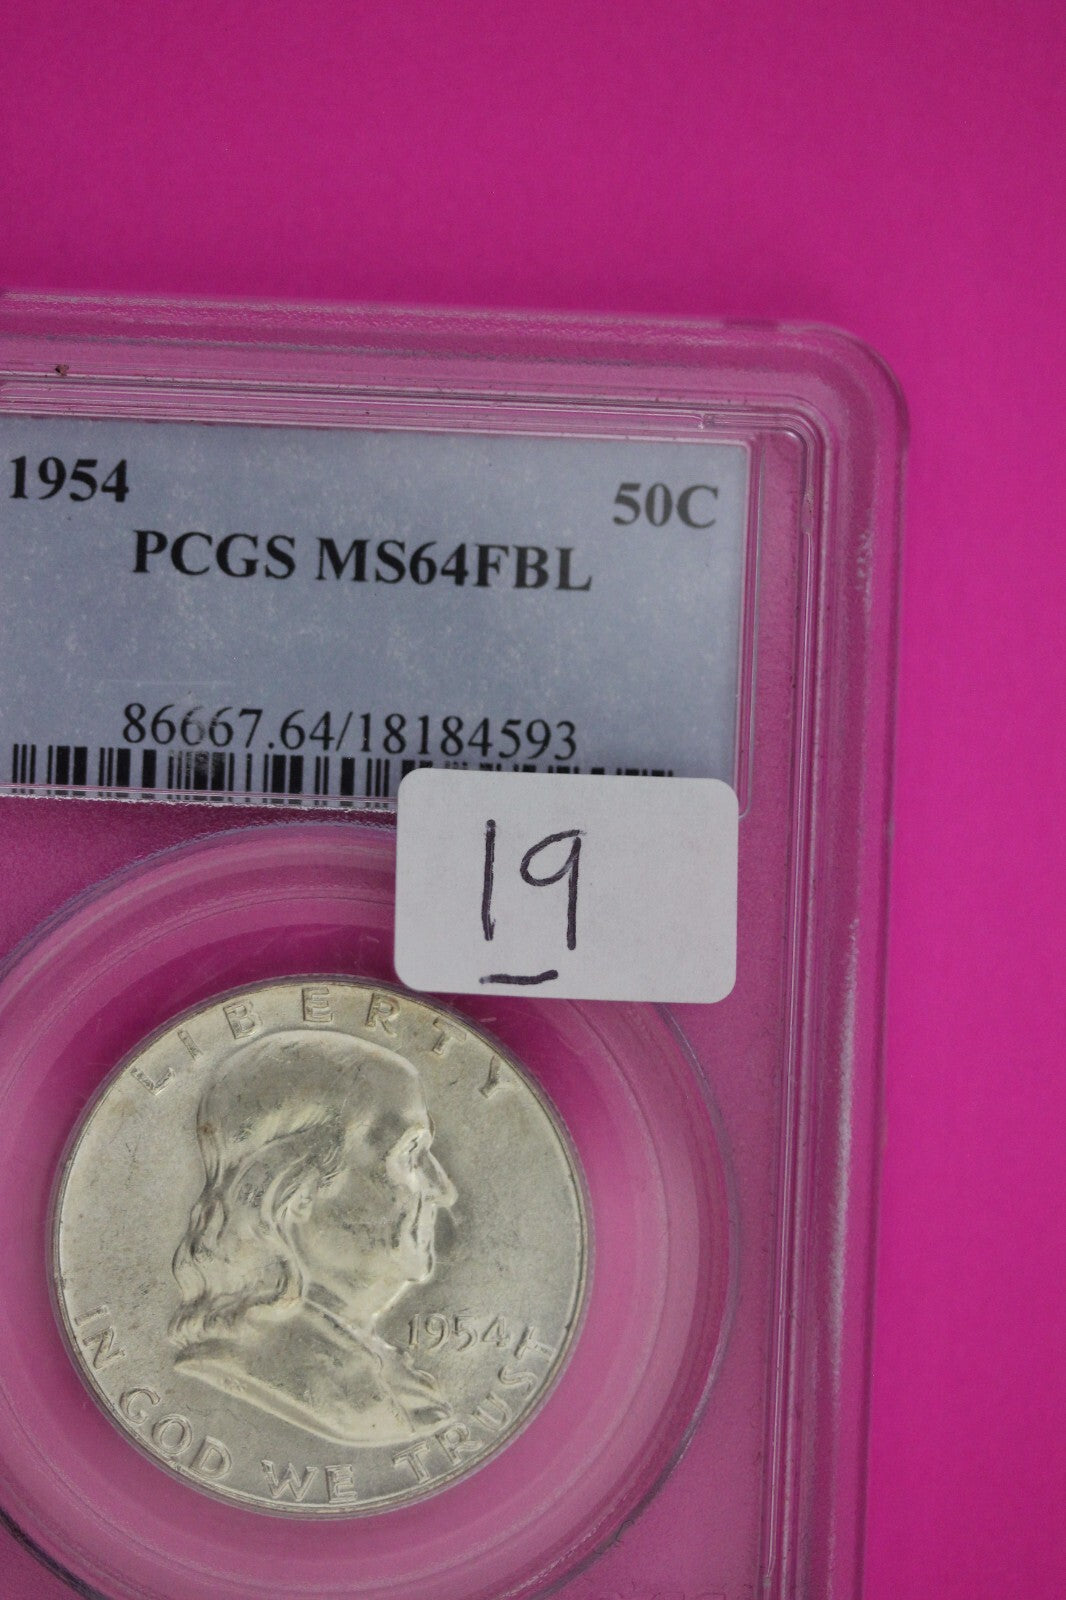 1954 50C
PCGS MS64FBL
86667.64/18184593
19
LIBERTY
1954
IN GOD WE TRUST